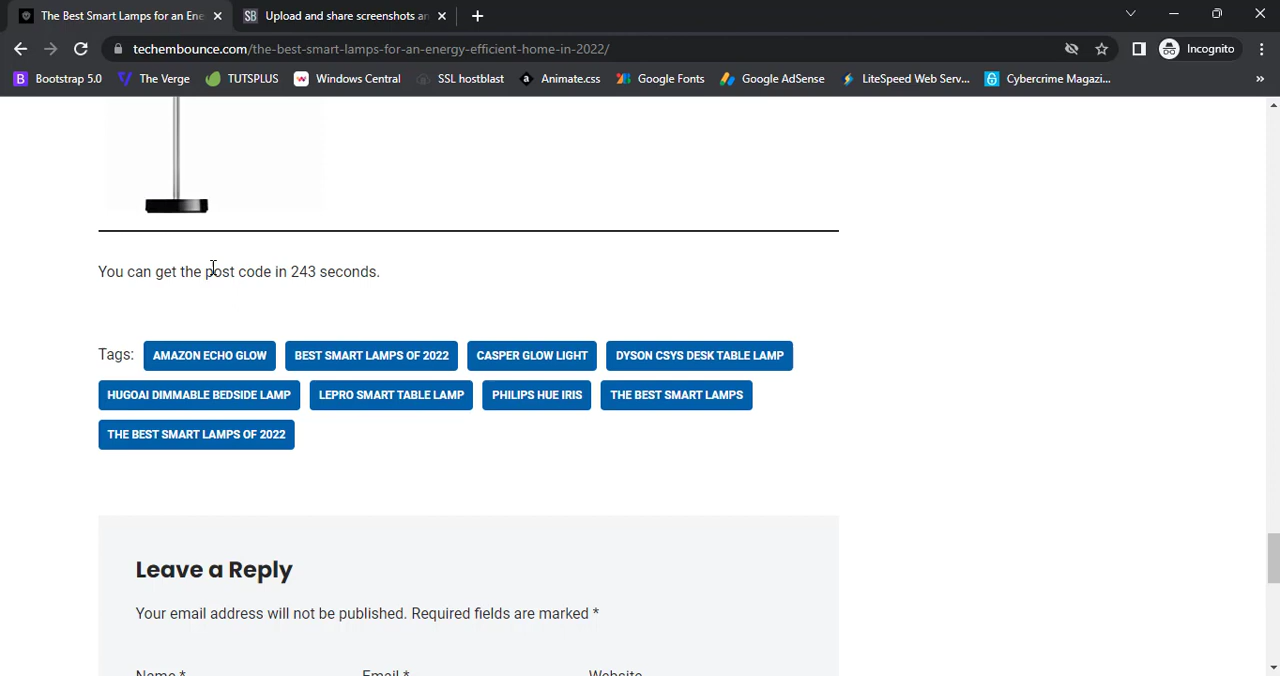 The Best Smart Lamps for an Ene
Upload and share screenshots an
techembounce.com/the-best-smart-lamps-for-an-energy-efficient-home-in-2022/
Incognito
Bootstrap 5.0
The Verge
TUTSPLUS
Windows Central
SSL hostblast
Animate.css
Google Fonts
Google AdSense
LiteSpeed Web Serv...
Cybercrime Magazi...
You can get the post code in 243 seconds.
Tags: AMAZON ECHO GLOW BEST SMART LAMPS OF 2022 CASPER GLOW LIGHT DYSON CSYS DESK TABLE LAMP
HUGOAI DIMMABLE BEDSIDE LAMP LEPRO SMART TABLE LAMP PHILIPS HUE IRIS THE BEST SMART LAMPS
THE BEST SMART LAMPS OF 2022
Leave a Reply
Your email address will not be published. Required fields are marked *
Name * Email * Website